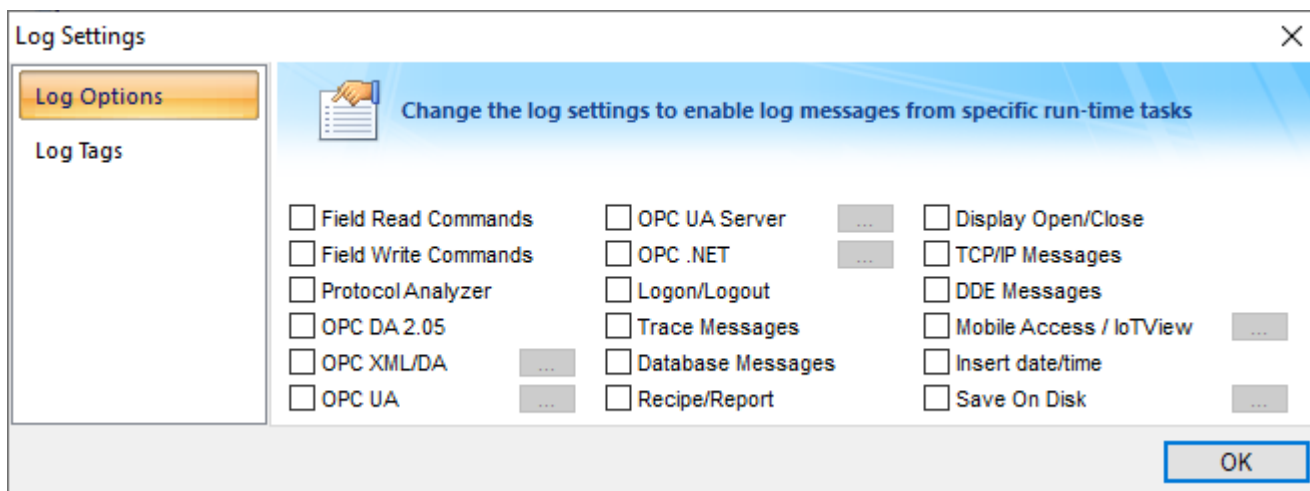 Log Settings
Log Options
Log Tags
Change the log settings to enable log messages from specific run-time tasks
Field Read Commands
Field Write Commands
Protocol Analyzer
OPC DA 2.05
OPC XML/DA ...
OPC UA ...
OPC UA Server ...
OPC .NET ...
Logon/Logout
Trace Messages
Database Messages
Recipe/Report
Display Open/Close
TCP/IP Messages
DDE Messages
Mobile Access / IoTView ...
Insert date/time
Save On Disk ...
OK